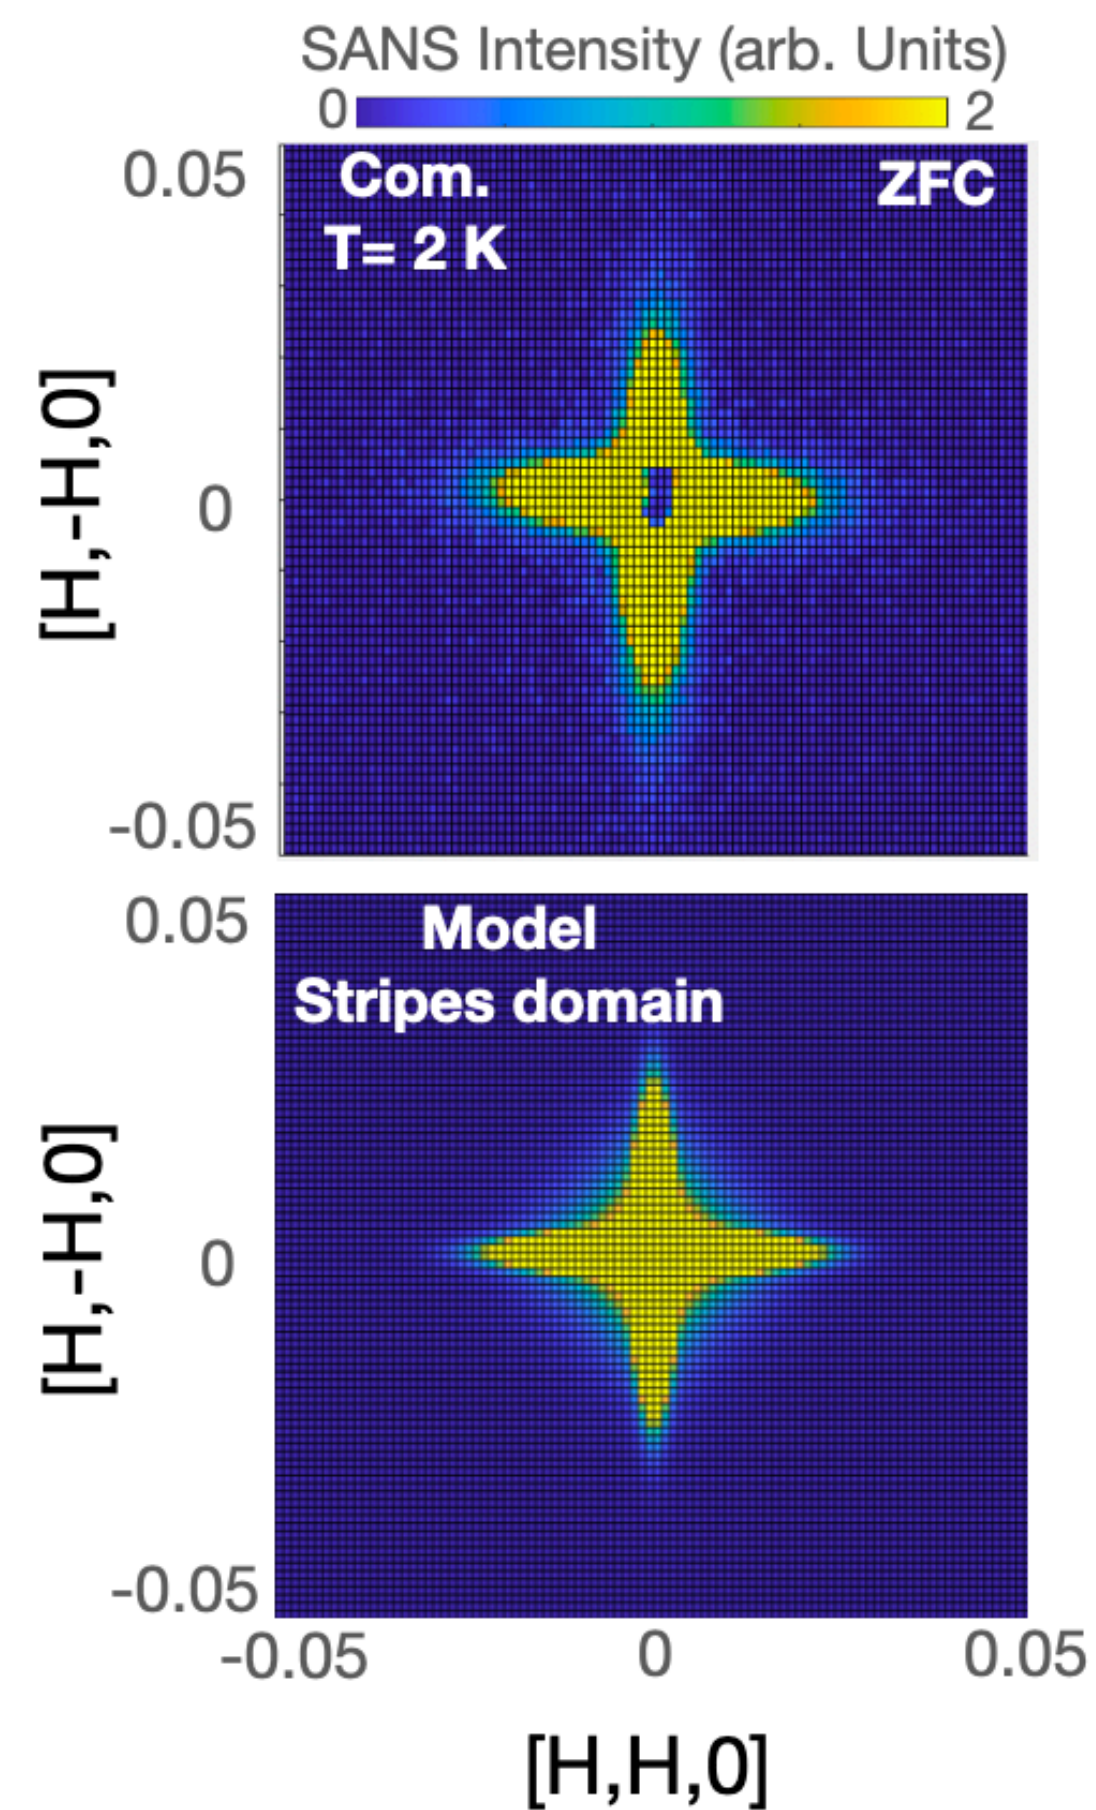 SANS Intensity (arb. Units)
0 2
0.05
Com. ZFC
T= 2 K
[H,-H,0]
0
-0.05
0.05
Model
Stripes domain
[H,-H,0]
0
-0.05
-0.05 0 0.05
[H,H,0]